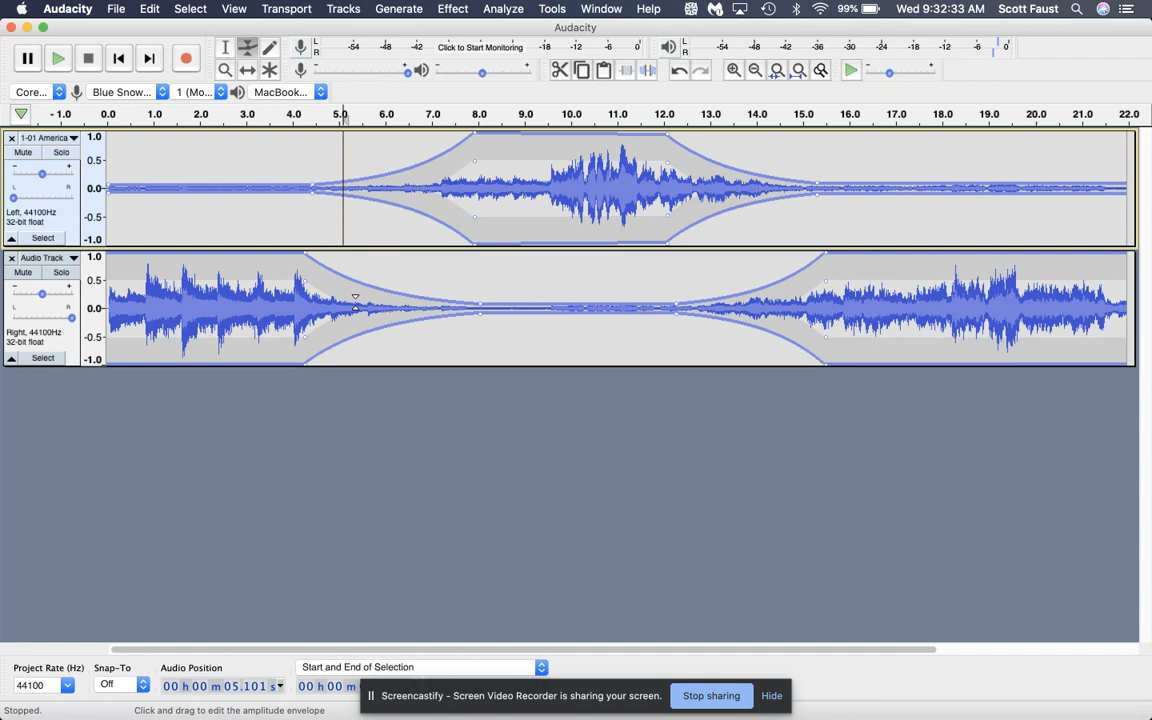 Audacity File Edit Select View Transport Tracks Generate Effect Analyze Tools Window Help 99% Wed 9:32:33 AM Scott Faust
Audacity
L R -54 -48 -42 Click to Start Monitoring -18 -12 -6 0 L R -54 -48 -42 -36 -30 -24 -18 -12 -6 0
- + - + - +
Core... Blue Snow... 1 (Mo... MacBook...
- 1.0 0.0 1.0 2.0 3.0 4.0 5.0 6.0 7.0 8.0 9.0 10.0 11.0 12.0 13.0 14.0 15.0 16.0 17.0 18.0 19.0 20.0 21.0 22.0
1-01 America 1.0
Mute Solo
0.5
- +
L R 0.0
Left, 44100Hz
32-bit float -0.5
Select -1.0
Audio Track 1.0
Mute Solo
0.5
- +
L R 0.0
Right, 44100Hz
32-bit float -0.5
Select -1.0
Project Rate (Hz) Snap-To Audio Position Start and End of Selection
44100 Off 00 h 00 m 05.101 s 00 h 00 m
Screencastify - Screen Video Recorder is sharing your screen. Stop sharing Hide
Stopped. Click and drag to edit the amplitude envelope